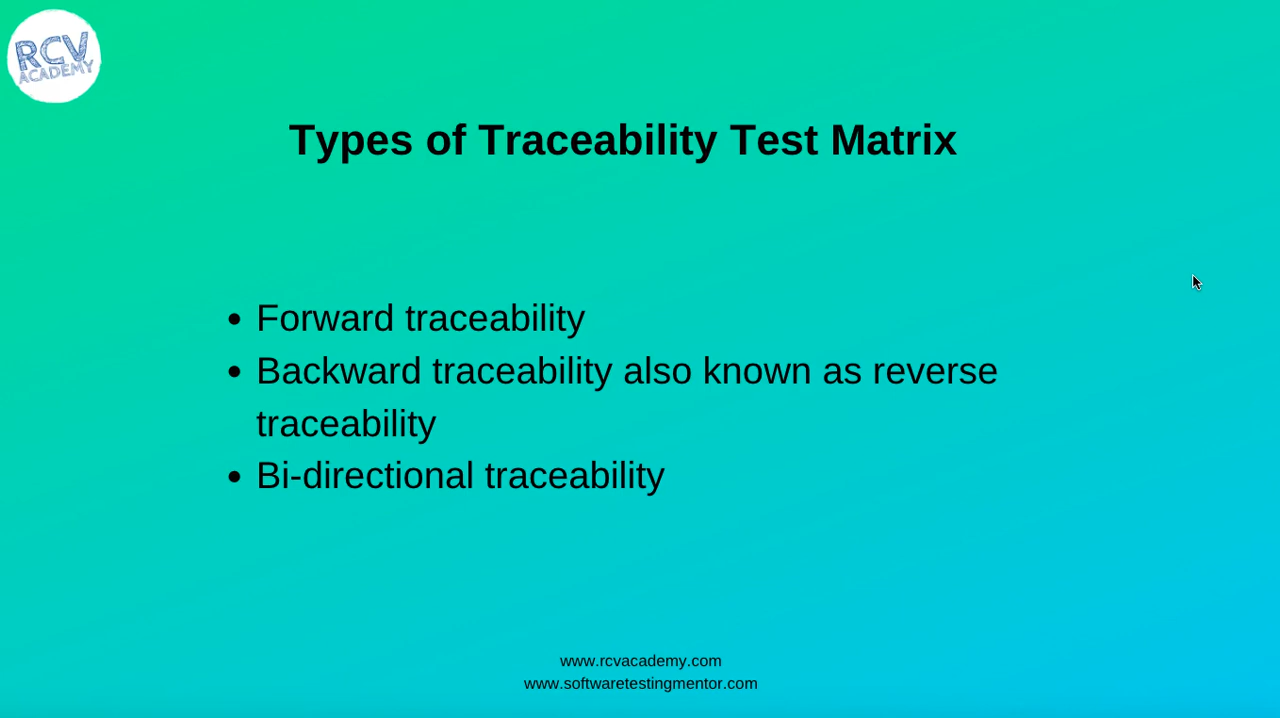 RCV
ACADEMY
Types of Traceability Test Matrix
• Forward traceability
• Backward traceability also known as reverse
traceability
• Bi-directional traceability
www.rcvacademy.com
www.softwaretestingmentor.com